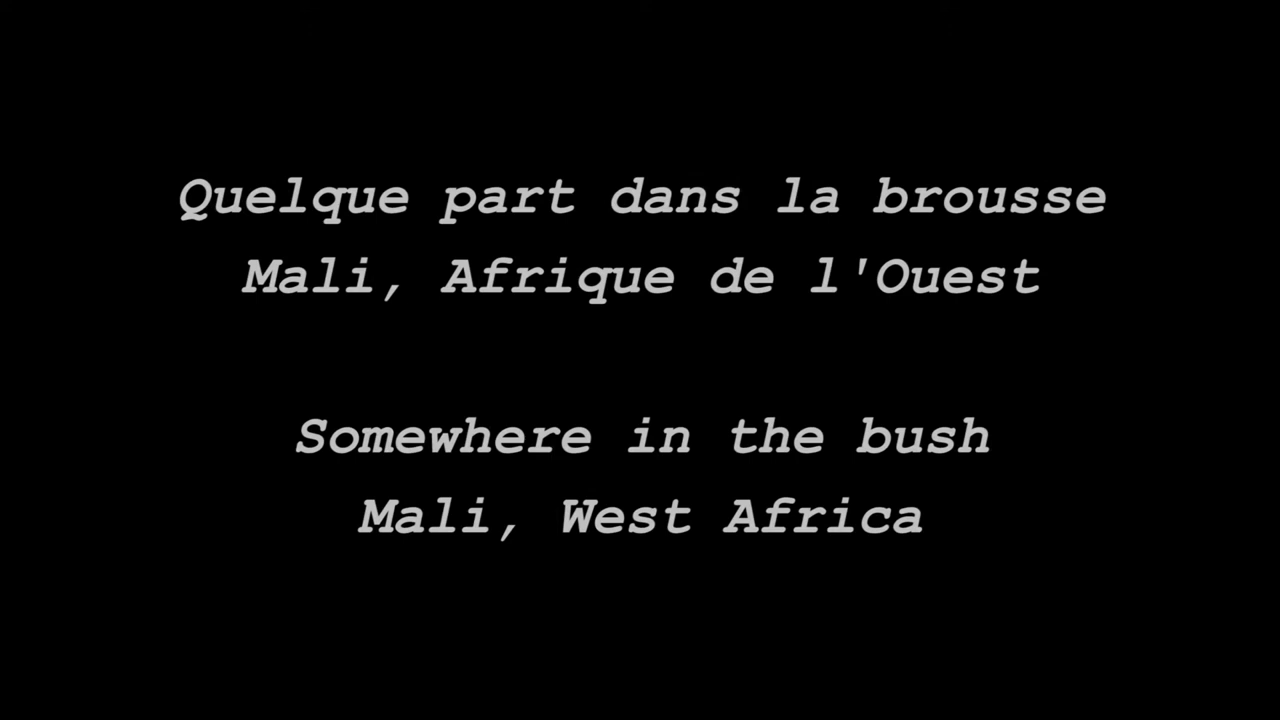 Quelque part dans la brousse
Mali, Afrique de l'Ouest
Somewhere in the bush
Mali, West Africa